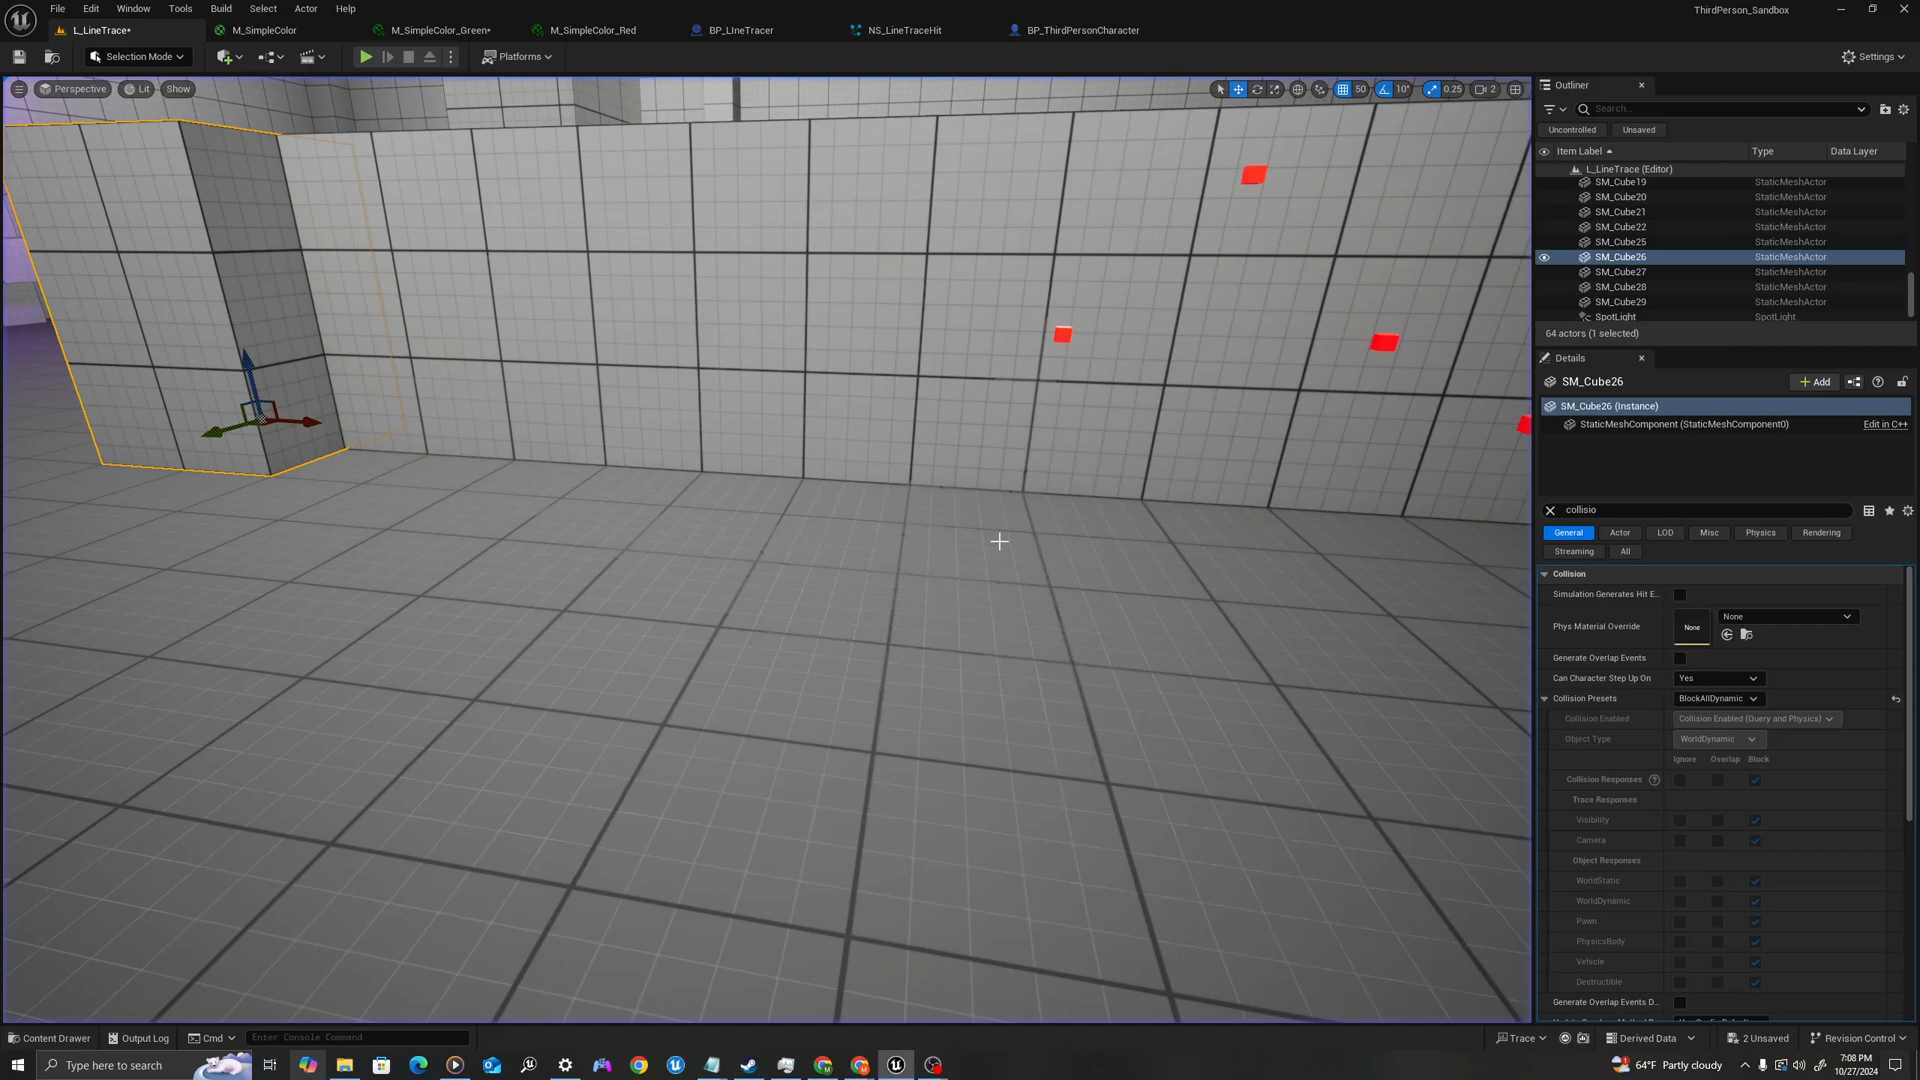 File Edit Window Tools Build Select Actor Help
ThirdPerson_Sandbox
L_LineTrace*
M_SimpleColor
M_SimpleColor_Green*
M_SimpleColor_Red
BP_LIneTracer
NS_LineTraceHit
BP_ThirdPersonCharacter
Selection Mode
Platforms
Settings
Perspective
Lit
Show
50
10°
0.25
2
Outliner
Search...
Uncontrolled
Unsaved
Item Label
Type
Data Layer
L_LineTrace (Editor)
SM_Cube19 StaticMeshActor
SM_Cube20 StaticMeshActor
SM_Cube21 StaticMeshActor
SM_Cube22 StaticMeshActor
SM_Cube25 StaticMeshActor
SM_Cube26 StaticMeshActor
SM_Cube27 StaticMeshActor
SM_Cube28 StaticMeshActor
SM_Cube29 StaticMeshActor
SpotLight SpotLight
64 actors (1 selected)
Details
SM_Cube26
Add
SM_Cube26 (Instance)
StaticMeshComponent (StaticMeshComponent0)
Edit in C++
collisio
General Actor LOD Misc Physics Rendering
Streaming All
Collision
Simulation Generates Hit E...
Phys Material Override
None
None
Generate Overlap Events
Can Character Step Up On
Yes
Collision Presets
BlockAllDynamic
Collision Enabled
Collision Enabled (Query and Physics)
Object Type
WorldDynamic
Ignore Overlap Block
Collision Responses
Trace Responses
Visibility
Camera
Object Responses
WorldStatic
WorldDynamic
Pawn
PhysicsBody
Vehicle
Destructible
Generate Overlap Events D...
Content Drawer
Output Log
Cmd
Enter Console Command
Trace
Derived Data
2 Unsaved
Revision Control
Type here to search
64°F Partly cloudy
7:08 PM
10/27/2024